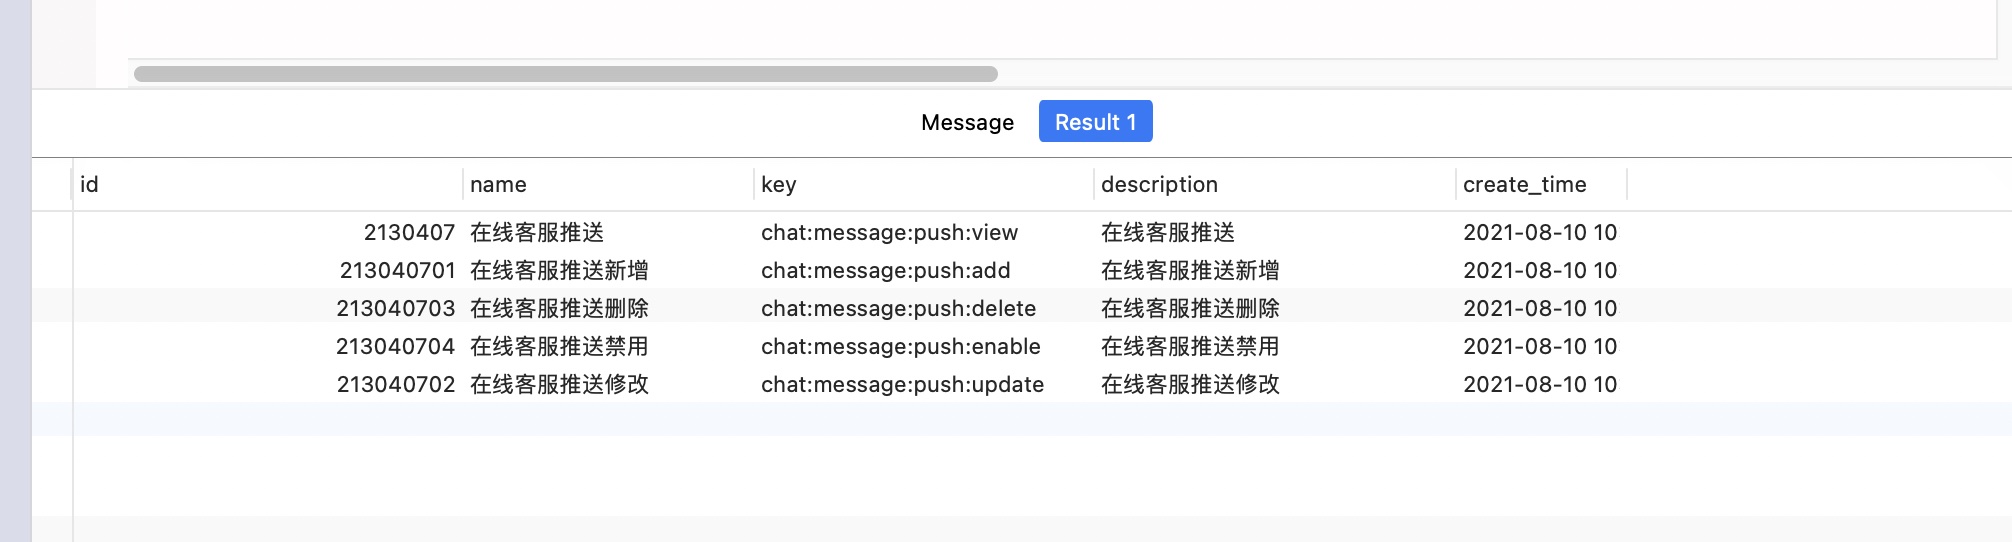 Message Result 1
id name key description create_time
2130407 在线客服推送 chat:message:push:view 在线客服推送 2021-08-10 10
213040701 在线客服推送新增 chat:message:push:add 在线客服推送新增 2021-08-10 10
213040703 在线客服推送删除 chat:message:push:delete 在线客服推送删除 2021-08-10 10
213040704 在线客服推送禁用 chat:message:push:enable 在线客服推送禁用 2021-08-10 10
213040702 在线客服推送修改 chat:message:push:update 在线客服推送修改 2021-08-10 10